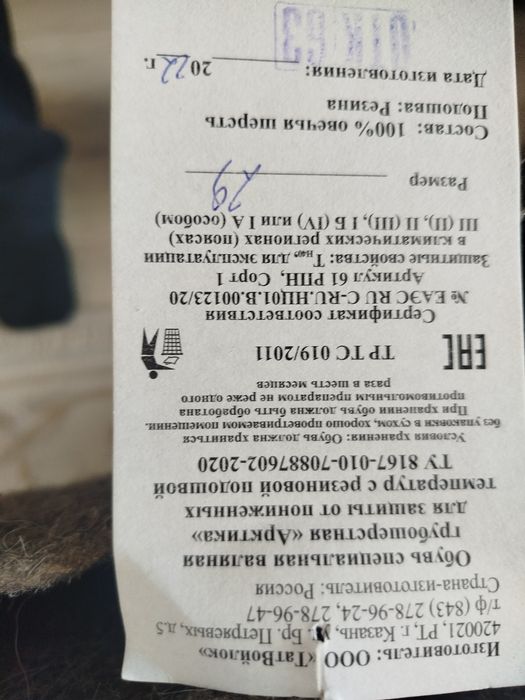 Изготовитель: ООО «ТатВойлок»
420021, РТ, г. Казань, ул. Бр. Петряевых, д.5
т/ф (843) 278-96-24, 278-96-47
Страна-изготовитель: Россия
Обувь специальная валяная
грубошерстная «Арктика»
для защиты от пониженных
температур с резиновой подошвой
ТУ 8167-010-70887602-2020
Условия хранения: Обувь должна храниться
без упаковки в сухом, хорошо проветриваемом помещении.
При хранении обувь должна быть обработана
противомольным препаратом не реже одного
раза в шесть месяцев
ЕАС ТР ТС 019/2011
Сертификат соответствия
№ ЕАЭС RU C-RU.НЦ01.В.00123/20
Артикул 61 РПН, Сорт 1
Защитные свойства: Тн40, для эксплуатации
в климатических регионах (поясах)
III (II), II (III), I Б (IV) или I А (особом)
Размер 29
Состав: 100% овечья шерсть
Подошва: Резина
Дата изготовления: 2022 г.
ОТК 63